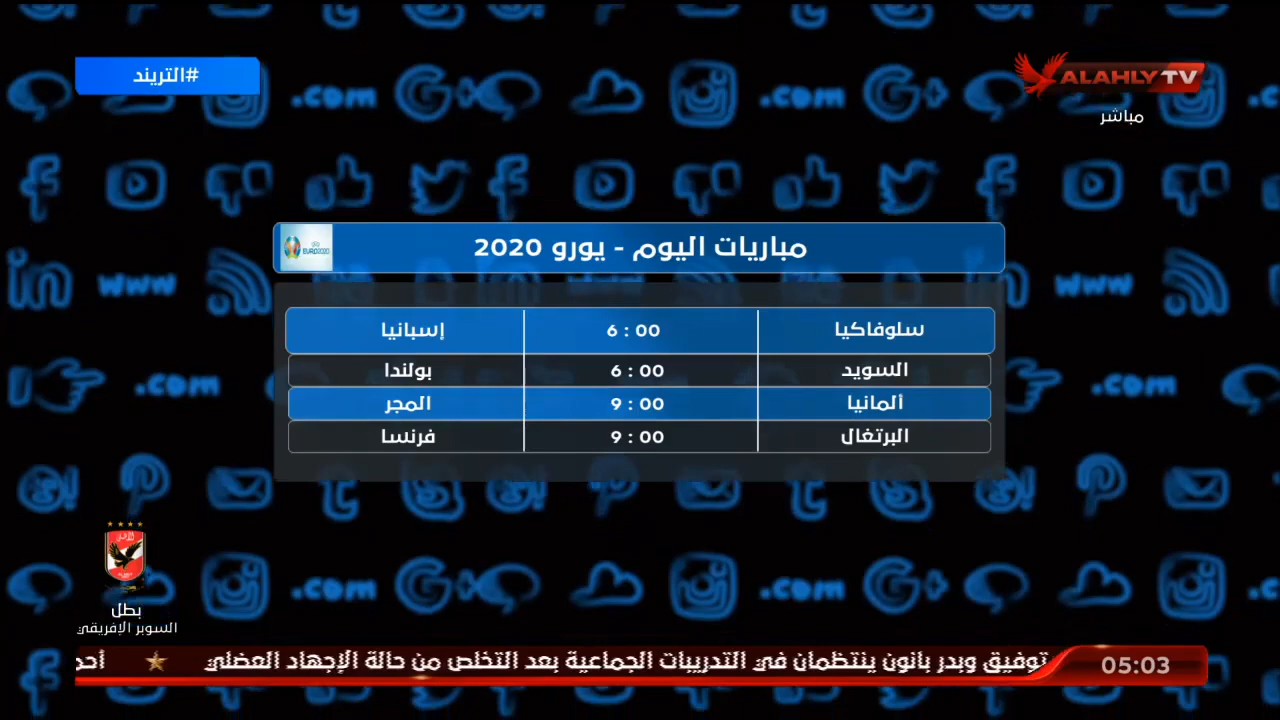 #التريند
ALAHLY TV
مباشر
مباريات اليوم - يورو 2020
EURO2020
سلوفاكيا 6 : 00 إسبانيا
السويد 6 : 00 بولندا
ألمانيا 9 : 00 المجر
البرتغال 9 : 00 فرنسا
بطل
السوبر الإفريقي
05:03
توفيق وبدر بانون ينتظمان في التدريبات الجماعية بعد التخلص من حالة الإجهاد العضلي